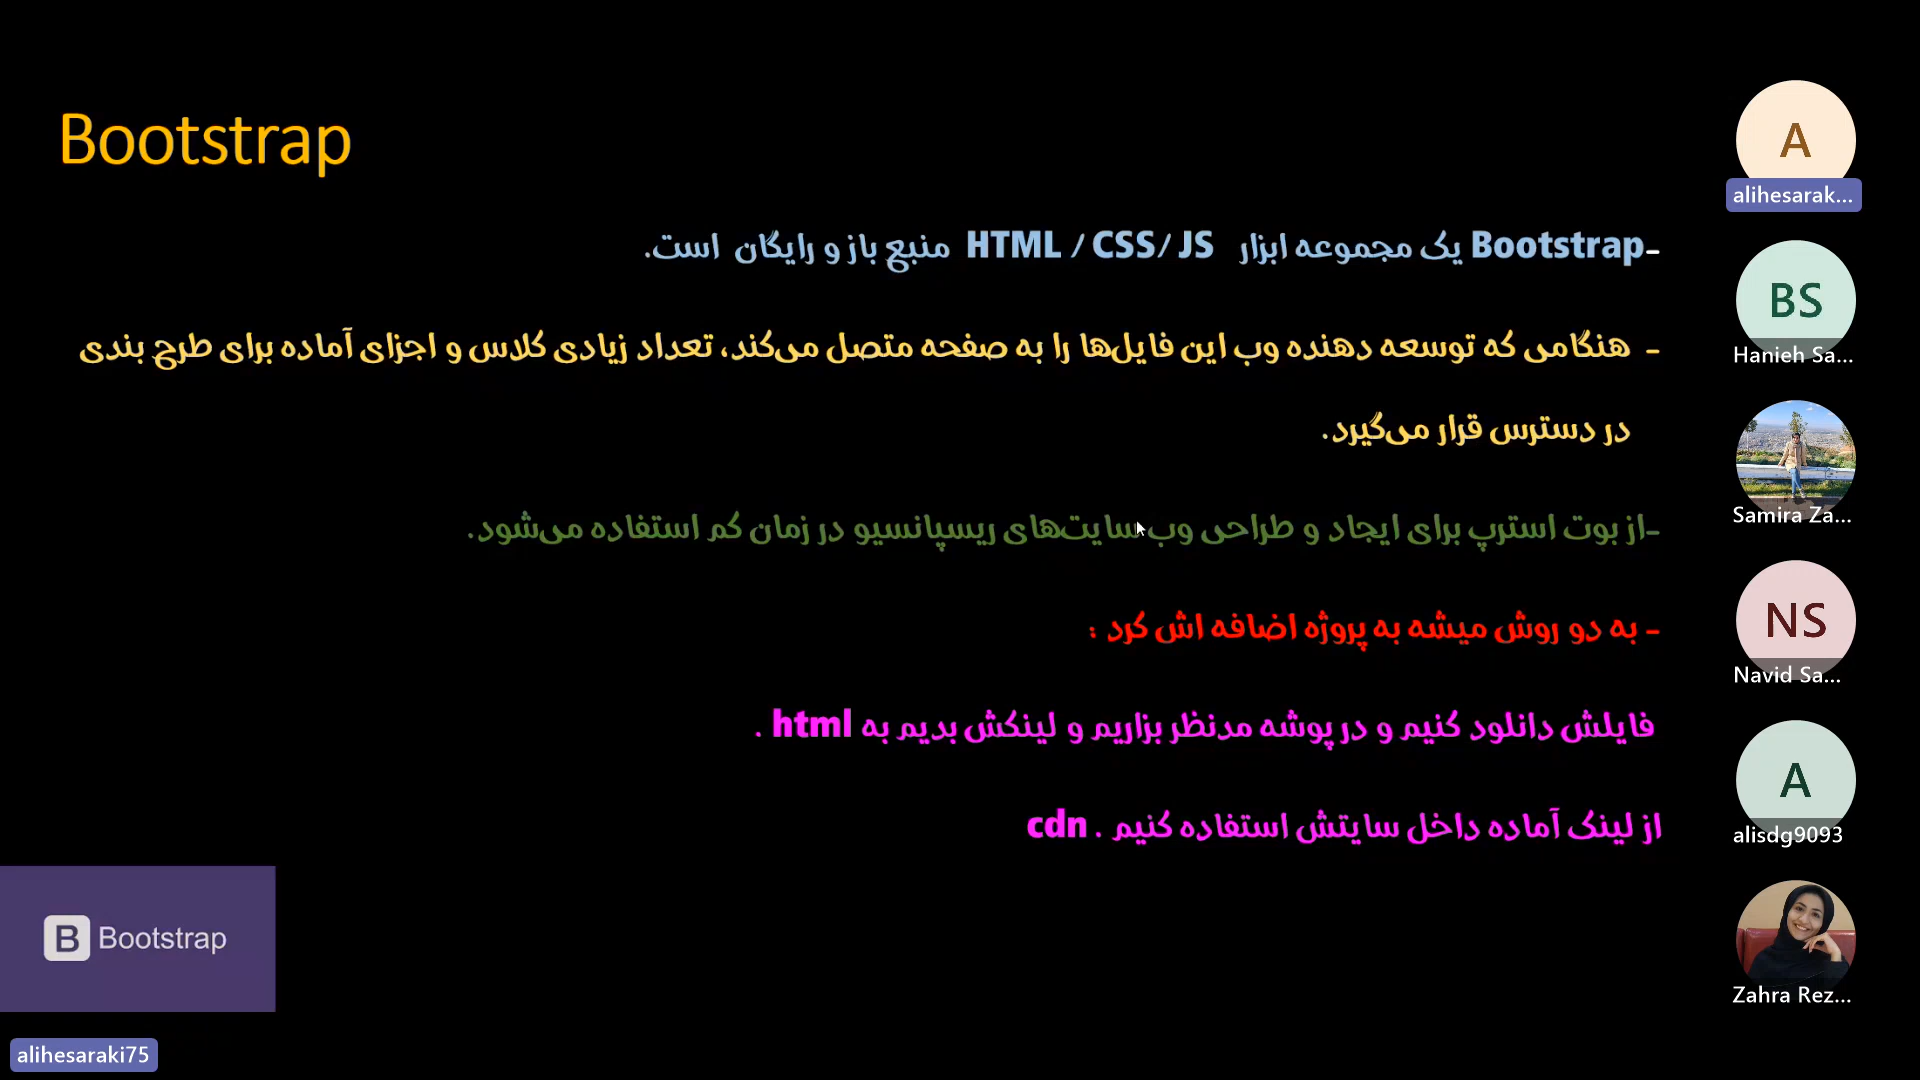 Bootstrap
-Bootstrap یک مجموعه ابزار HTML / CSS/ JS منبع باز و رایگان است.
- هنگامی که توسعه دهنده وب این فایل‌ها را به صفحه متصل می‌کند، تعداد زیادی کلاس و اجزای آماده برای طرح بندی
در دسترس قرار می‌گیرد.
-از بوت استرپ برای ایجاد و طراحی وب‌سایت‌های ریسپانسیو در زمان کم استفاده می‌شود.
- به دو روش میشه به پروژه اضافه اش کرد :
فایلش دانلود کنیم و در پوشه مدنظر بزاریم و لینکش بدیم به html .
از لینک آماده داخل سایتش استفاده کنیم . cdn
B Bootstrap
alihesaraki75
A
alihesarak...
BS
Hanieh Sa...
Samira Za...
NS
Navid Sa...
A
alisdg9093
Zahra Rez...